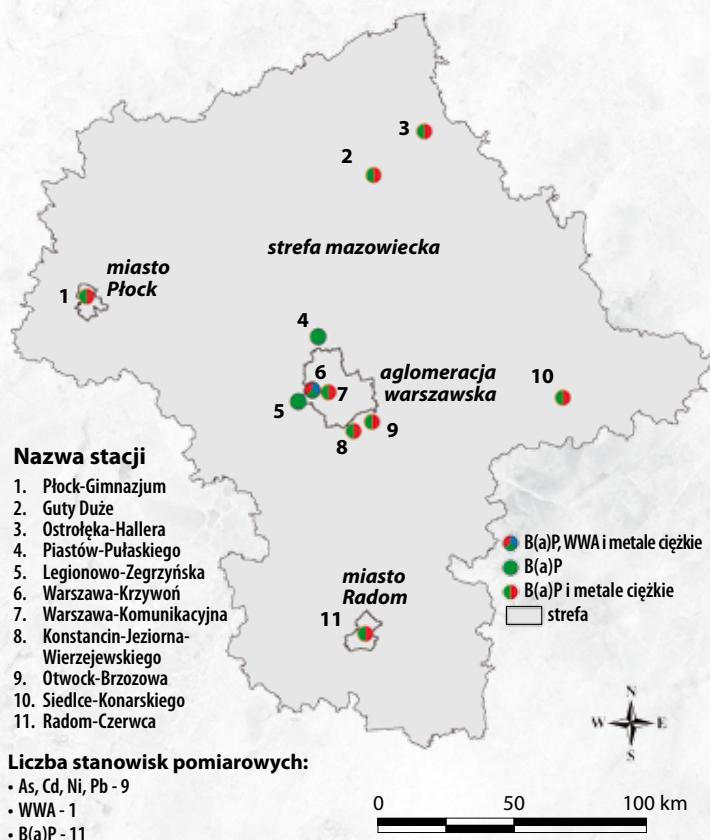 3
2
strefa mazowiecka
miasto
Płock
1
4
6
aglomeracja
warszawska
10
7
5
9
8
Nazwa stacji
1. Płock-Gimnazjum
2. Guty Duże
3. Ostrołęka-Hallera
4. Piastów-Pułaskiego
5. Legionowo-Zegrzyńska
6. Warszawa-Krzywoń
7. Warszawa-Komunikacyjna
8. Konstancin-Jeziorna-
Wierzejewskiego
9. Otwock-Brzozowa
10. Siedlce-Konarskiego
11. Radom-Czerwca
B(a)P, WWA i metale ciężkie
B(a)P
B(a)P i metale ciężkie
strefa
miasto
Radom
11
N
W E
S
Liczba stanowisk pomiarowych:
• As, Cd, Ni, Pb - 9
• WWA - 1
• B(a)P - 11
0 50 100 km